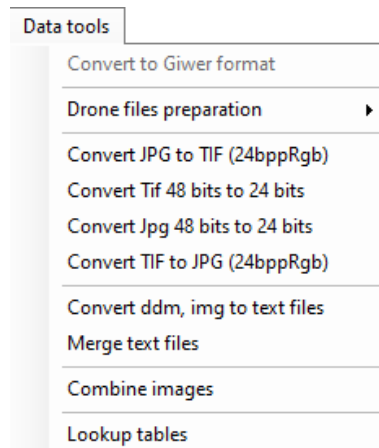 Data tools
Convert to Giwer format
Drone files preparation
Convert JPG to TIF (24bppRgb)
Convert Tif 48 bits to 24 bits
Convert Jpg 48 bits to 24 bits
Convert TIF to JPG (24bppRgb)
Convert ddm, img to text files
Merge text files
Combine images
Lookup tables